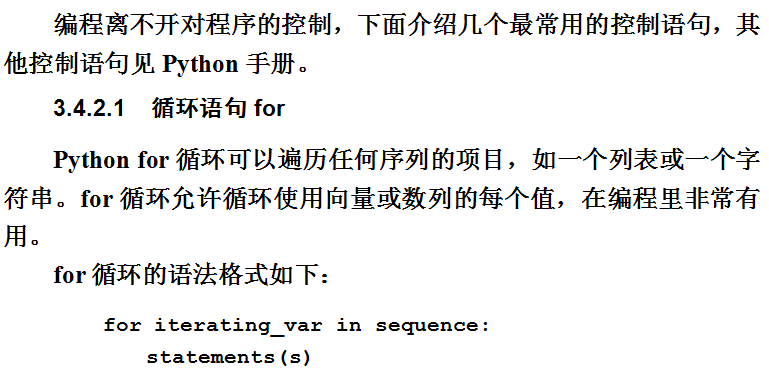 编程离不开对程序的控制，下面介绍几个最常用的控制语句，其
他控制语句见 Python 手册。
3.4.2.1 循环语句 for
Python for 循环可以遍历任何序列的项目，如一个列表或一个字
符串。for 循环允许循环使用向量或数列的每个值，在编程里非常有
用。
for 循环的语法格式如下：
for iterating_var in sequence:
statements(s)